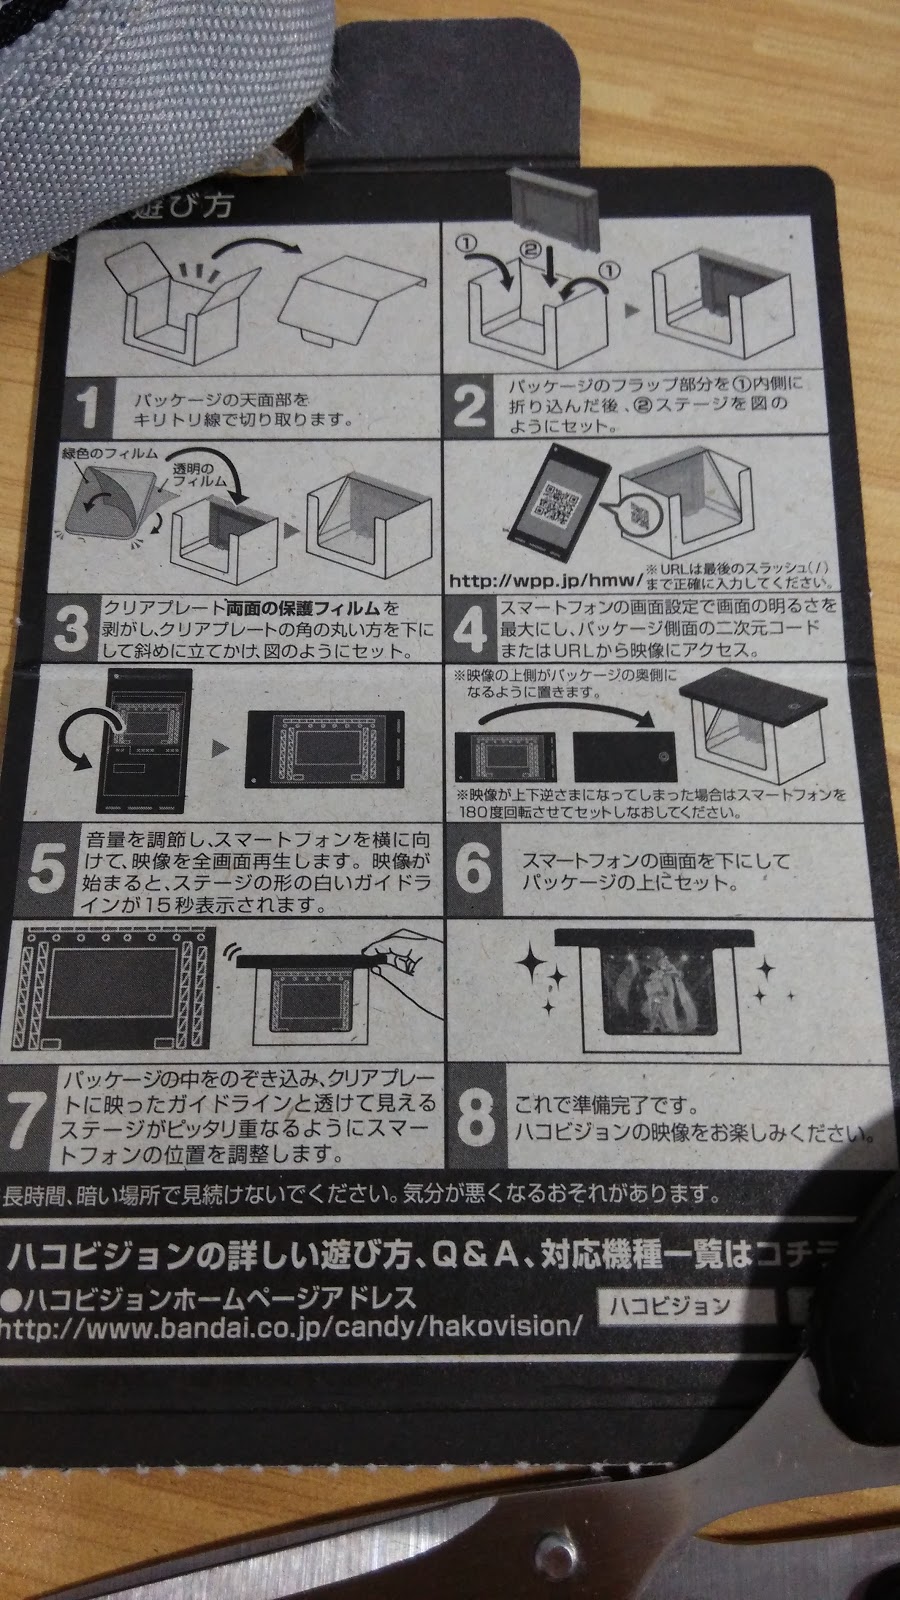 遊び方
① ② ①
1 パッケージの天面部を
キリトリ線で切り取ります。
2 パッケージのフラップ部分を①内側に
折り込んだ後、②ステージを図の
ようにセット。
緑色のフィルム
透明の
フィルム
http://wpp.jp/hmw/
※URLは最後のスラッシュ(/)
まで正確に入力してください。
3 クリアプレート両面の保護フィルムを
剥がし、クリアプレートの角の丸い方を下に
して斜めに立てかけ、図のようにセット。
4 スマートフォンの画面設定で画面の明るさを
最大にし、パッケージ側面の二次元コード
またはURLから映像にアクセス。
※映像の上側がパッケージの奥側に
なるように置きます。
※映像が上下逆さまになってしまった場合はスマートフォンを
180度回転させてセットしなおしてください。
5 音量を調節し、スマートフォンを横に向
けて、映像を全画面再生します。映像が
始まると、ステージの形の白いガイドラ
インが15秒表示されます。
6 スマートフォンの画面を下にして
パッケージの上にセット。
7 パッケージの中をのぞき込み、クリアプレー
トに映ったガイドラインと透けて見える
ステージがピッタリ重なるようにスマー
トフォンの位置を調整します。
8 これで準備完了です。
ハコビジョンの映像をお楽しみください。
長時間、暗い場所で見続けないでください。気分が悪くなるおそれがあります。
ハコビジョンの詳しい遊び方、Q&A、対応機種一覧はコチラ
●ハコビジョンホームページアドレス
http://www.bandai.co.jp/candy/hakovision/
ハコビジョン